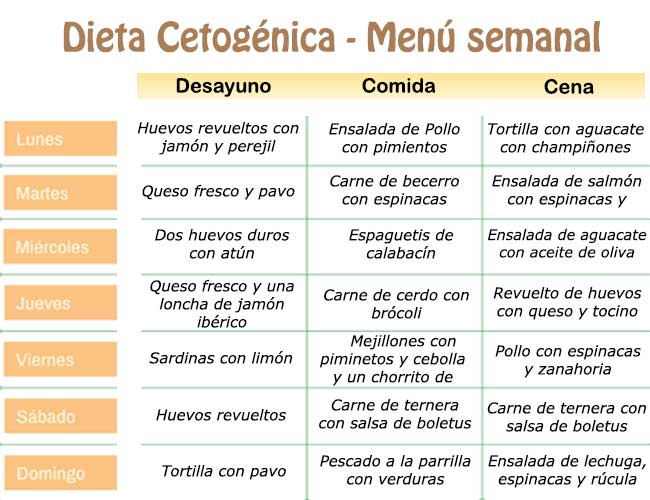 Dieta Cetogénica - Menú semanal
Desayuno Comida Cena
Lunes
Huevos revueltos con
jamón y perejil
Ensalada de Pollo
con pimientos
Tortilla con aguacate
con champiñones
Martes
Queso fresco y pavo
Carne de becerro
con espinacas
Ensalada de salmón
con espinacas y
Miércoles
Dos huevos duros
con atún
Espaguetis de
calabacín
Ensalada de aguacate
con aceite de oliva
Jueves
Queso fresco y una
loncha de jamón
ibérico
Carne de cerdo con
brócoli
Revuelto de huevos
con queso y tocino
Viernes
Sardinas con limón
Mejillones con
piminetos y cebolla
y un chorrito de
Pollo con espinacas
y zanahoria
Sábado
Huevos revueltos
Carne de ternera
con salsa de boletus
Carne de ternera con
salsa de boletus
Domingo
Tortilla con pavo
Pescado a la parrilla
con verduras
Ensalada de lechuga,
espinacas y rúcula